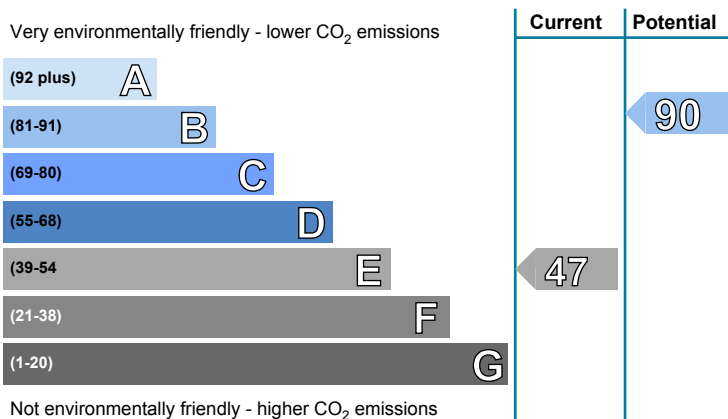 Current Potential
Very environmentally friendly - lower CO2 emissions
(92 plus) A
(81-91) B 90
(69-80) C
(55-68) D
(39-54 E 47
(21-38) F
(1-20) G
Not environmentally friendly - higher CO2 emissions